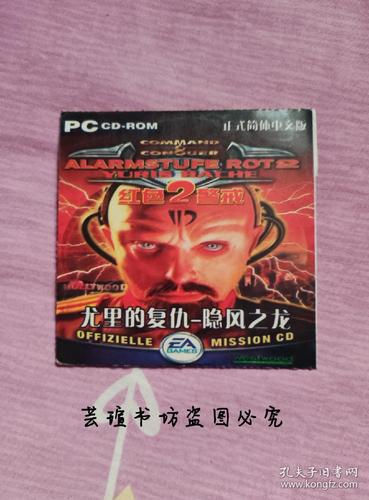 PC CD-ROM
正式简体中文版
COMMAND & CONQUER
ALARMSTUFE ROT 2
YURIS RACHE
红色2警戒
HOLLYWOOD
尤里的复仇-隐风之龙
OFFIZIELLE EA GAMES MISSION CD
Westwood
芸瑄书坊盗图必究
孔夫子旧书网
www.kongfz.com